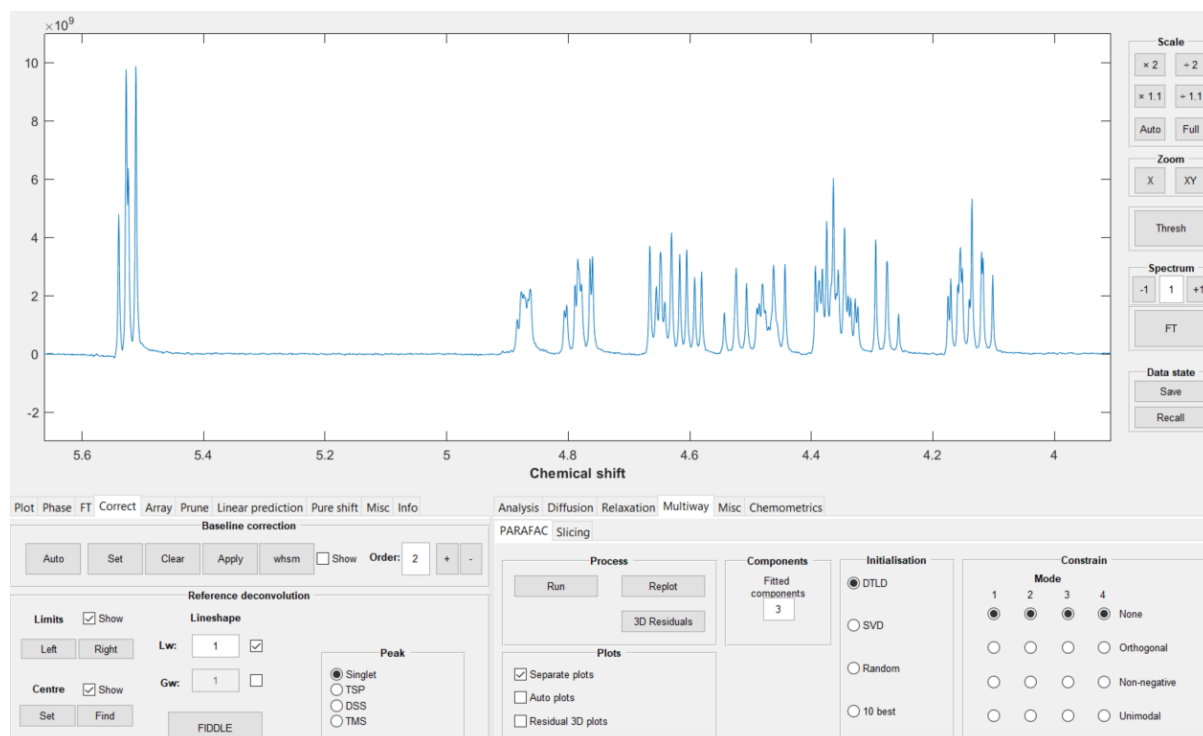 ×10⁹
10
8
6
4
2
0
-2
5.6 5.4 5.2 5 4.8 4.6 4.4 4.2 4
Chemical shift
Scale
× 2 ÷ 2
× 1.1 ÷ 1.1
Auto Full
Zoom
X XY
Thresh
Spectrum
-1 1 +1
FT
Data state
Save
Recall
Plot Phase FT Correct Array Prune Linear prediction Pure shift Misc Info
Baseline correction
Auto Set Clear Apply whsm Show Order: 2 + -
Reference deconvolution
Limits Show Lineshape
Left Right Lw: 1
Centre Show Gw: 1
Set Find FIDDLE
Peak
Singlet
TSP
DSS
TMS
Analysis Diffusion Relaxation Multiway Misc Chemometrics
PARAFAC Slicing
Process
Run Replot
3D Residuals
Plots
Separate plots
Auto plots
Residual 3D plots
Components
Fitted
components
3
Initialisation
DTLD
SVD
Random
10 best
Constrain
Mode
1 2 3 4
None
Orthogonal
Non-negative
Unimodal